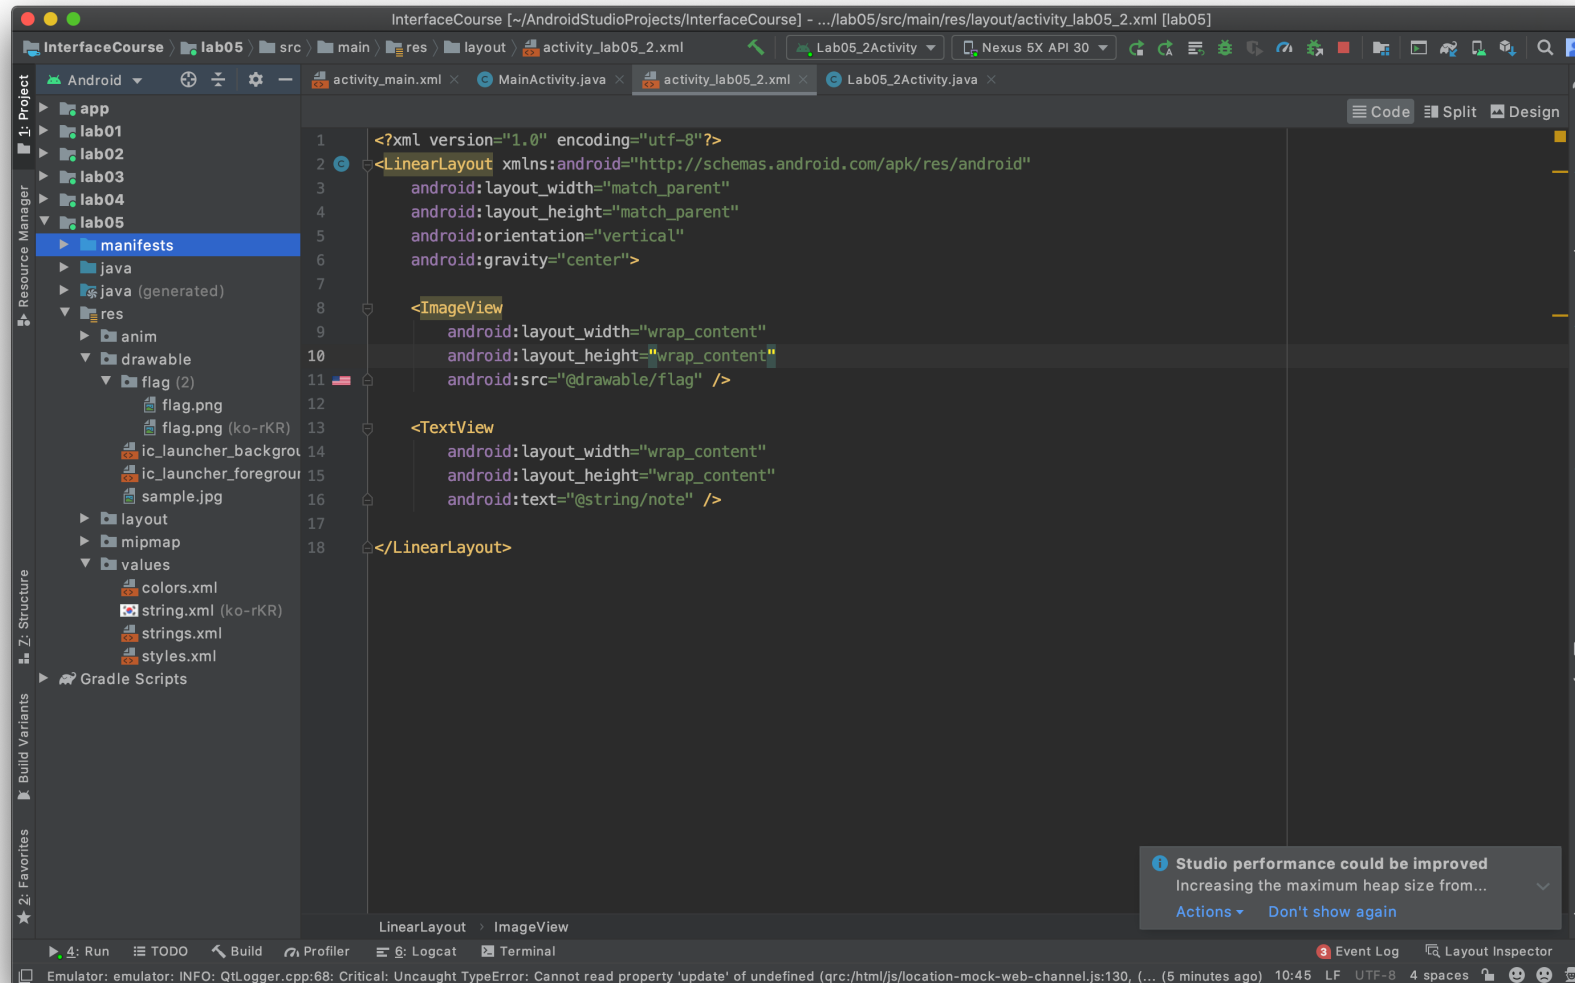 InterfaceCourse [~/AndroidStudioProjects/InterfaceCourse] - .../lab05/src/main/res/layout/activity_lab05_2.xml [lab05]
InterfaceCourse lab05 src main res layout activity_lab05_2.xml Lab05_2Activity Nexus 5X API 30
Android activity_main.xml MainActivity.java activity_lab05_2.xml Lab05_2Activity.java
Code Split Design
1: Project
Resource Manager
Z: Structure
Build Variants
2: Favorites
app
lab01
lab02
lab03
lab04
lab05
manifests
java
java (generated)
res
anim
drawable
flag (2)
flag.png
flag.png (ko-rKR)
ic_launcher_backgrou
ic_launcher_foregroun
sample.jpg
layout
mipmap
values
colors.xml
string.xml (ko-rKR)
strings.xml
styles.xml
Gradle Scripts
1 <?xml version="1.0" encoding="utf-8"?>
2 <LinearLayout xmlns:android="http://schemas.android.com/apk/res/android"
3 android:layout_width="match_parent"
4 android:layout_height="match_parent"
5 android:orientation="vertical"
6 android:gravity="center">
7
8 <ImageView
9 android:layout_width="wrap_content"
10 android:layout_height="wrap_content"
11 android:src="@drawable/flag" />
12
13 <TextView
14 android:layout_width="wrap_content"
15 android:layout_height="wrap_content"
16 android:text="@string/note" />
17
18 </LinearLayout>
Studio performance could be improved
Increasing the maximum heap size from...
Actions Don't show again
LinearLayout ImageView
4: Run TODO Build Profiler 6: Logcat Terminal 3 Event Log Layout Inspector
Emulator: emulator: INFO: QtLogger.cpp:68: Critical: Uncaught TypeError: Cannot read property 'update' of undefined (qrc:/html/js/location-mock-web-channel.js:130, (... (5 minutes ago) 10:45 LF UTF-8 4 spaces